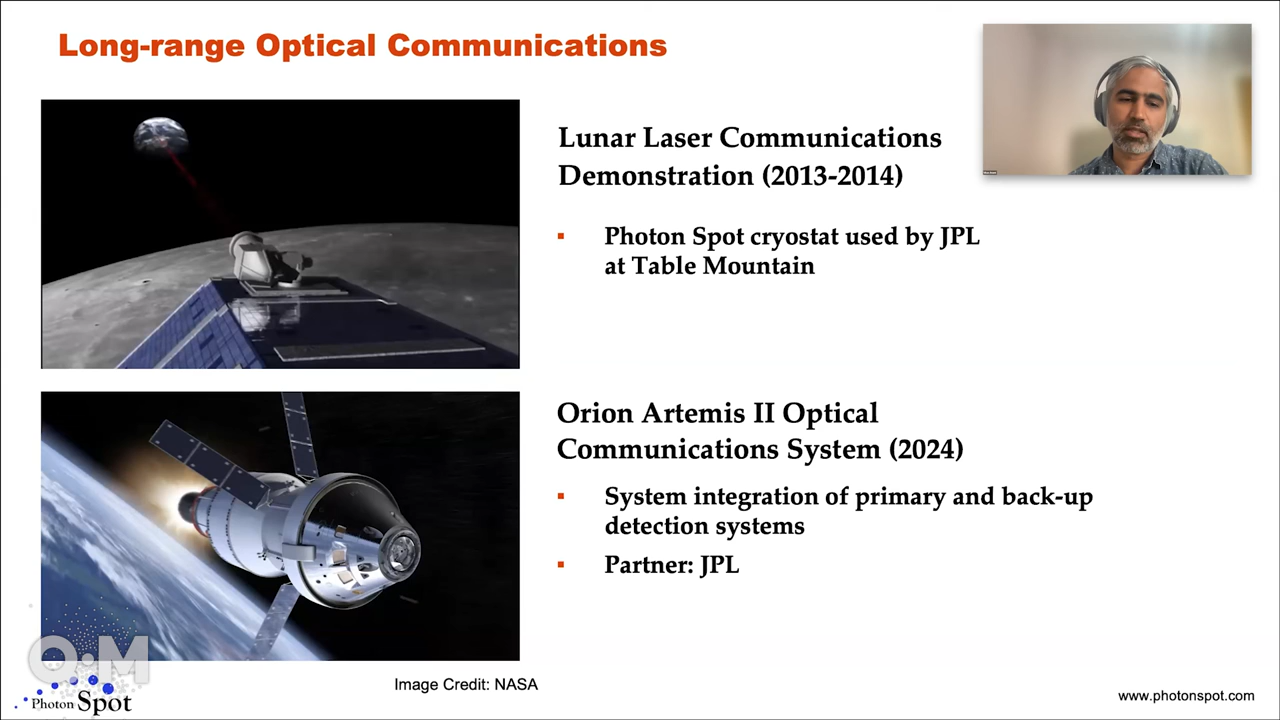 Long-range Optical Communications
Lunar Laser Communications
Demonstration (2013-2014)
▪ Photon Spot cryostat used by JPL
at Table Mountain
Orion Artemis II Optical
Communications System (2024)
▪ System integration of primary and back-up
detection systems
▪ Partner: JPL
Q.M
Photon Spot
Image Credit: NASA
www.photonspot.com